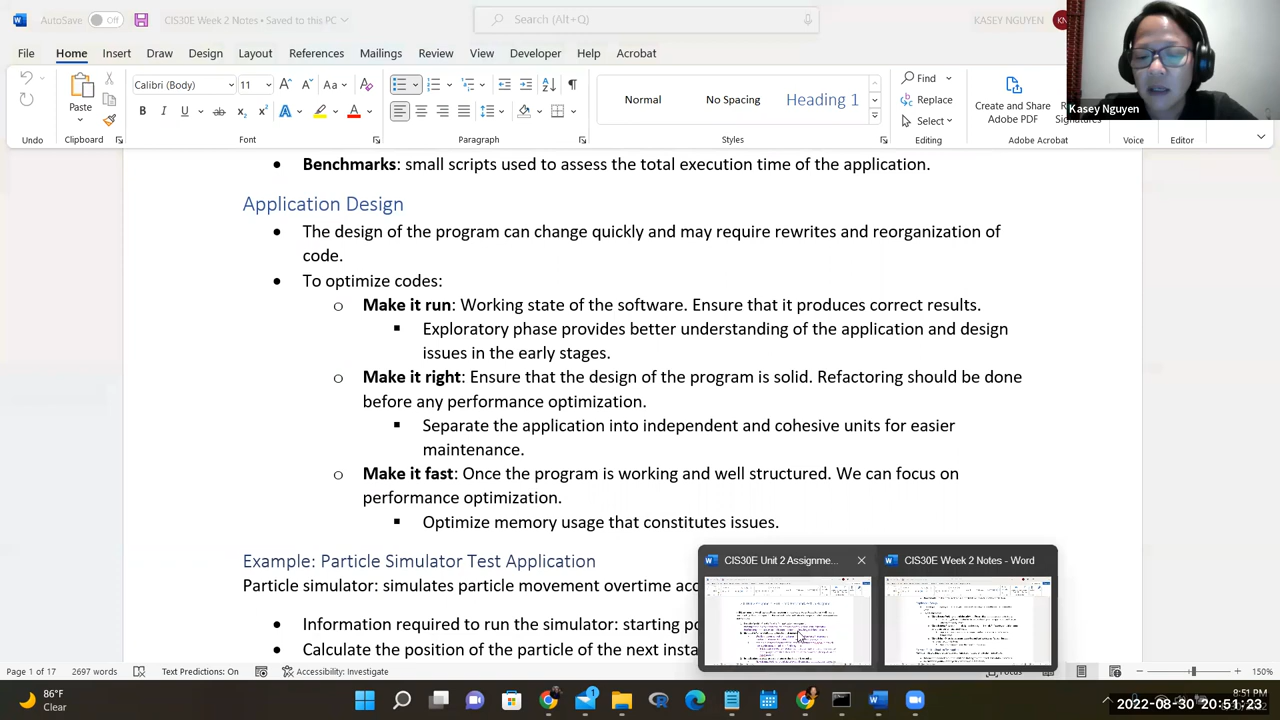 AutoSave Off CIS30E Week 2 Notes • Saved to this PC Search (Alt+Q) KASEY NGUYEN
File Home Insert Draw Design Layout References Mailings Review View Developer Help Acrobat
Calibri (Body) 11 Aa Normal No Spacing Heading 1 Find
Replace
Select
Paste Create and Share
Adobe PDF
Signatures
Kasey Nguyen
Undo Clipboard Font Paragraph Styles Editing Adobe Acrobat Voice Editor
• Benchmarks: small scripts used to assess the total execution time of the application.
Application Design
• The design of the program can change quickly and may require rewrites and reorganization of
code.
• To optimize codes:
o Make it run: Working state of the software. Ensure that it produces correct results.
▪ Exploratory phase provides better understanding of the application and design
issues in the early stages.
o Make it right: Ensure that the design of the program is solid. Refactoring should be done
before any performance optimization.
▪ Separate the application into independent and cohesive units for easier
maintenance.
o Make it fast: Once the program is working and well structured. We can focus on
performance optimization.
▪ Optimize memory usage that constitutes issues.
Example: Particle Simulator Test Application
Particle simulator: simulates particle movement overtime
• Information required to run the simulator: starting
• Calculate the position of the particle of the next
CIS30E Unit 2 Assignme... CIS30E Week 2 Notes - Word
Page 1 of 17 2697 words Text Predictions: On Accessibility: Investigate Focus 150%
86°F
Clear
8:51 PM
2022-08-30 20:51:23